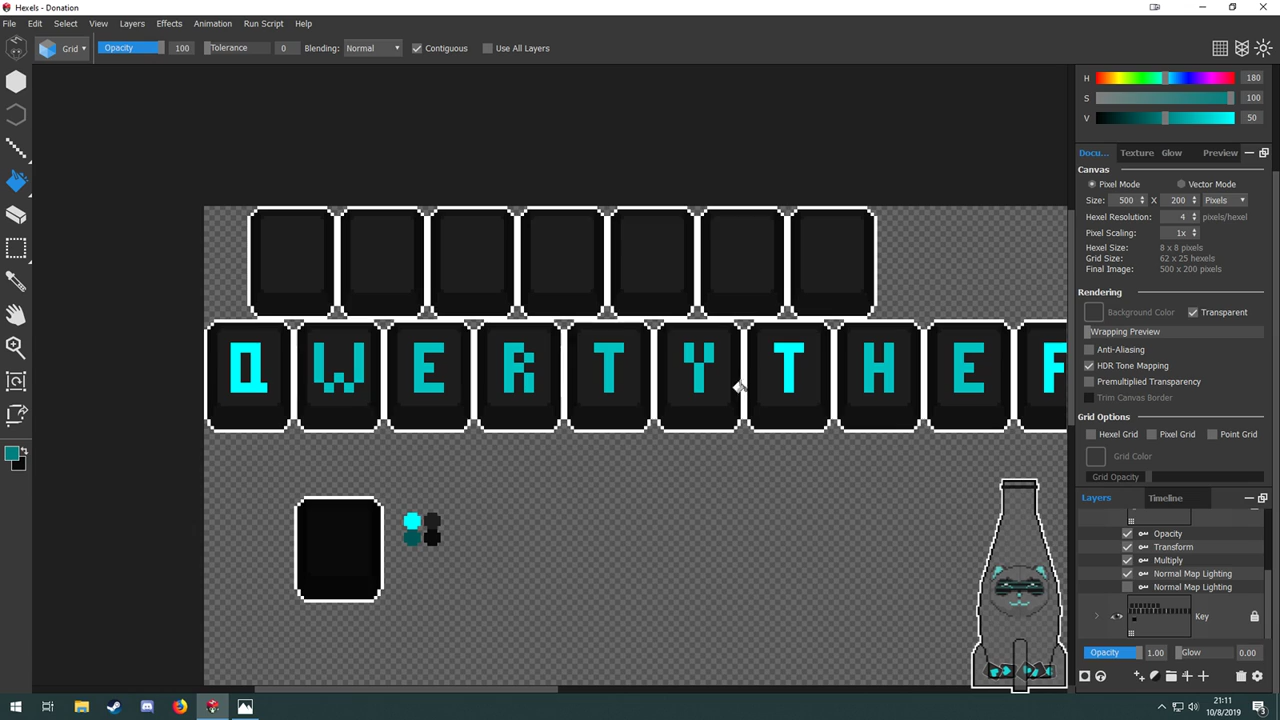 Hexels - Donation
File Edit Select View Layers Effects Animation Run Script Help
Grid Opacity 100 Tolerance 0 Blending: Normal Contiguous Use All Layers
H 180
S 100
V 50
Docu... Texture Glow Preview
Canvas
Pixel Mode Vector Mode
Size: 500 X 200 Pixels
Hexel Resolution: 4 pixels/hexel
Pixel Scaling: 1x
Hexel Size:
8 x 8 pixels
Grid Size:
62 x 25 hexels
Final Image:
500 x 200 pixels
Rendering
Background Color Transparent
Wrapping Preview
Anti-Aliasing
HDR Tone Mapping
Premultiplied Transparency
Trim Canvas Border
Grid Options
Hexel Grid Pixel Grid Point Grid
Grid Color
Grid Opacity
Q W E R T Y T H E F
Layers Timeline
Opacity
Transform
Multiply
Normal Map Lighting
Normal Map Lighting
Key
Opacity 1.00 Glow 0.00
21:11
10/8/2019
3